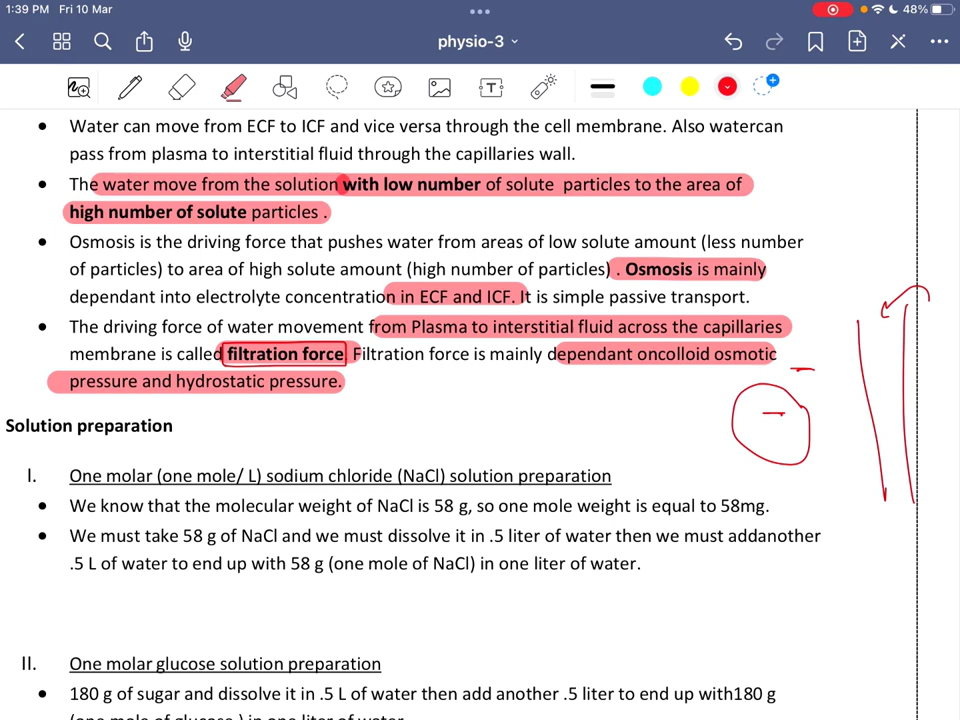 1:39 PM Fri 10 Mar
48%
physio-3
T
• Water can move from ECF to ICF and vice versa through the cell membrane. Also watercan
pass from plasma to interstitial fluid through the capillaries wall.
• The water move from the solution with low number of solute particles to the area of
high number of solute particles .
• Osmosis is the driving force that pushes water from areas of low solute amount (less number
of particles) to area of high solute amount (high number of particles) . Osmosis is mainly
dependant into electrolyte concentration in ECF and ICF. It is simple passive transport.
• The driving force of water movement from Plasma to interstitial fluid across the capillaries
membrane is called filtration force. Filtration force is mainly dependant oncolloid osmotic
pressure and hydrostatic pressure.
Solution preparation
I. One molar (one mole/ L) sodium chloride (NaCl) solution preparation
• We know that the molecular weight of NaCl is 58 g, so one mole weight is equal to 58mg.
• We must take 58 g of NaCl and we must dissolve it in .5 liter of water then we must addanother
.5 L of water to end up with 58 g (one mole of NaCl) in one liter of water.
II. One molar glucose solution preparation
• 180 g of sugar and dissolve it in .5 L of water then add another .5 liter to end up with180 g
(one mole of glucose ) in one liter of water